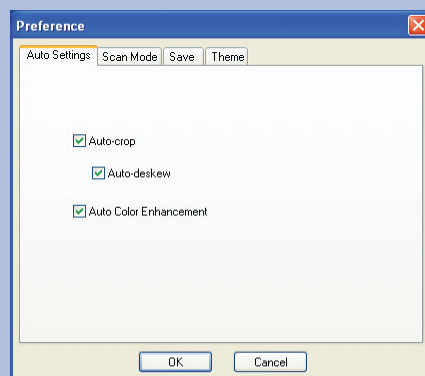 Preference
Auto Settings Scan Mode Save Theme
Auto-crop
Auto-deskew
Auto Color Enhancement
OK Cancel